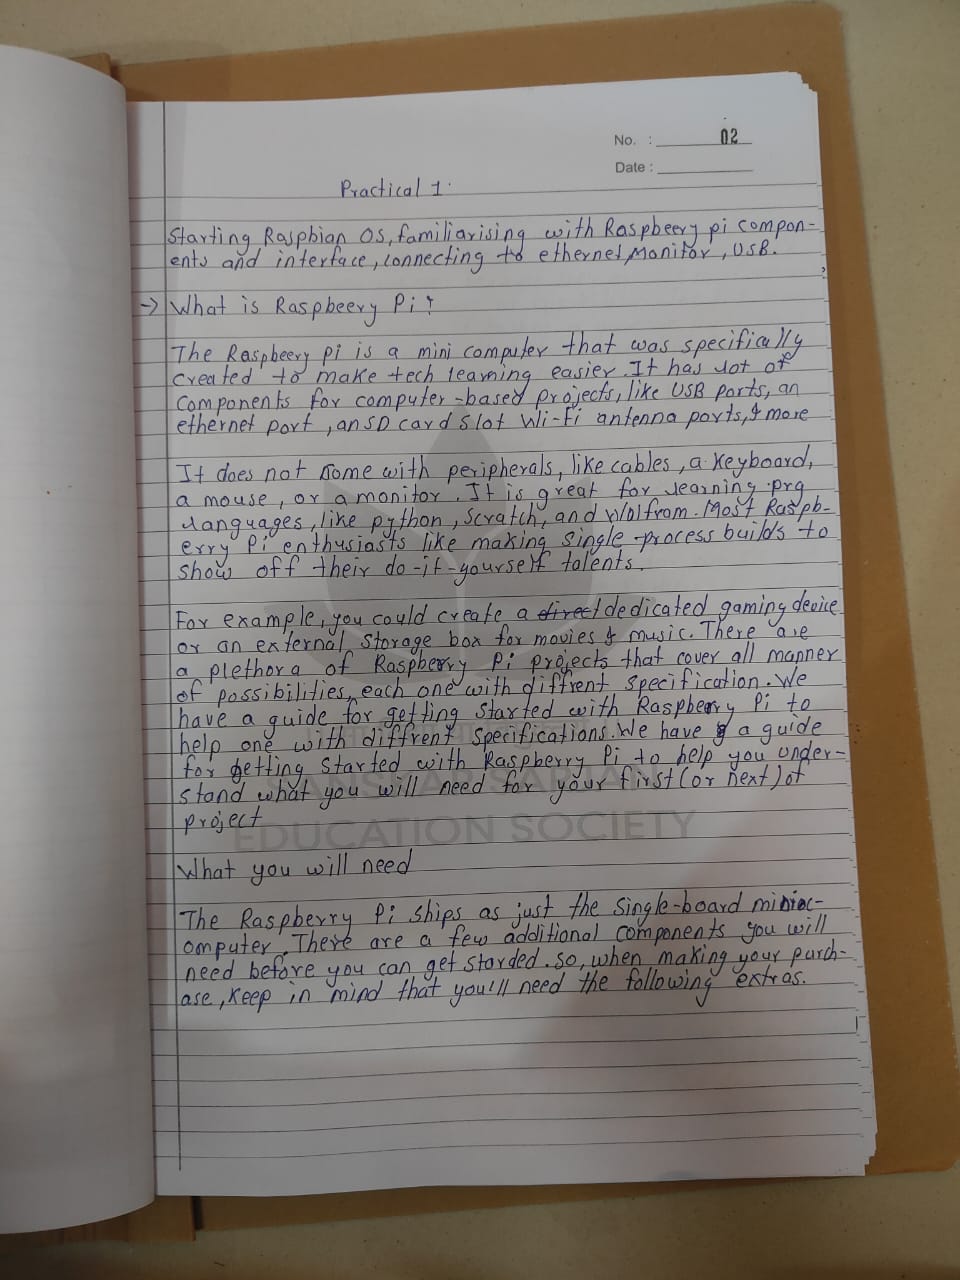 No. : 02
Date :
Practical 1:
Starting Raspbian OS, familiarising with Raspbeery pi compon-
ents and interface, connecting to ethernet, Monitor, USB.
→ What is Raspbeery Pi?
The Raspbeery pi is a mini computer that was specifically
created to make tech learning easier. It has lot of
components for computer-based projects, like USB ports, an
ethernet port, an SD card slot Wi-Fi antenna ports, & more
It does not come with peripherals, like cables, a keyboard,
a mouse, or a monitor. It is great for learning prg
languages, like python, Scratch, and Wolfrom. Most Raspb-
erry Pi enthusiasts like making single-process builds to
show off their do-it-yourself talents.
For example, you could create a direct dedicated gaming device
or an external storage box for movies & music. There are
a plethora of Raspberry Pi projects that cover all manner
of possibilities, each one with diffrent specification. We
have a guide for getting started with Raspberry Pi to
help one with diffrent specifications. We have a guide
for getting started with Raspberry Pi to help you under-
stand what you will need for your first (or next) of
project
EDUCATION SOCIETY
What you will need
The Raspberry Pi ships as just the single-board
omputer. There are a few additional components you will
need before you can get starded. so, when making your purch-
ase, keep in mind that you'll need the following extras.